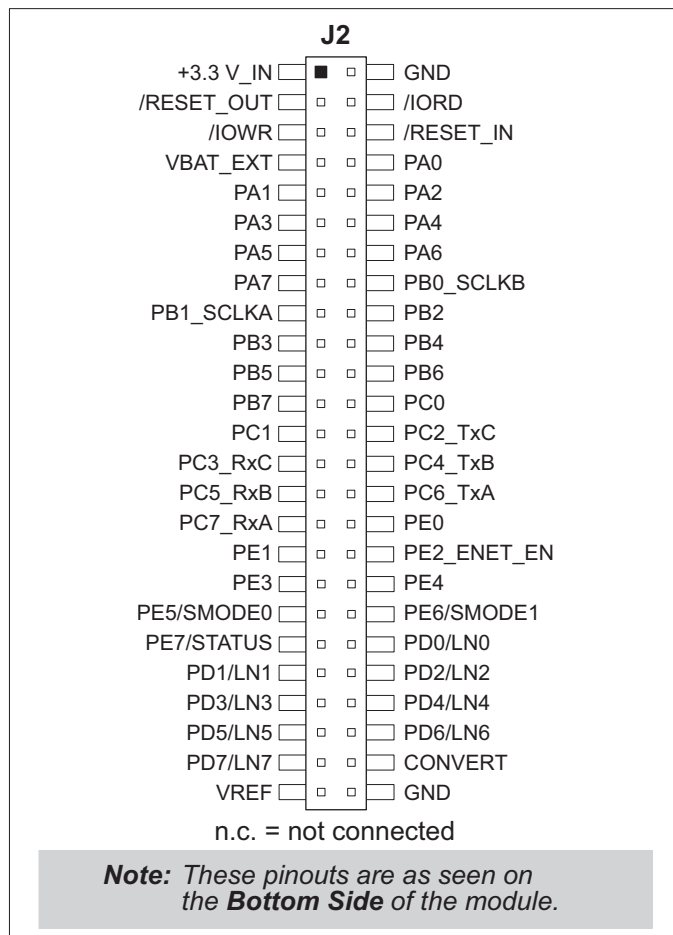 J2
+3.3 V_IN GND
/RESET_OUT /IORD
/IOWR /RESET_IN
VBAT_EXT PA0
PA1 PA2
PA3 PA4
PA5 PA6
PA7 PB0_SCLKB
PB1_SCLKA PB2
PB3 PB4
PB5 PB6
PB7 PC0
PC1 PC2_TxC
PC3_RxC PC4_TxB
PC5_RxB PC6_TxA
PC7_RxA PE0
PE1 PE2_ENET_EN
PE3 PE4
PE5/SMODE0 PE6/SMODE1
PE7/STATUS PD0/LN0
PD1/LN1 PD2/LN2
PD3/LN3 PD4/LN4
PD5/LN5 PD6/LN6
PD7/LN7 CONVERT
VREF GND
n.c. = not connected
Note: These pinouts are as seen on
the Bottom Side of the module.